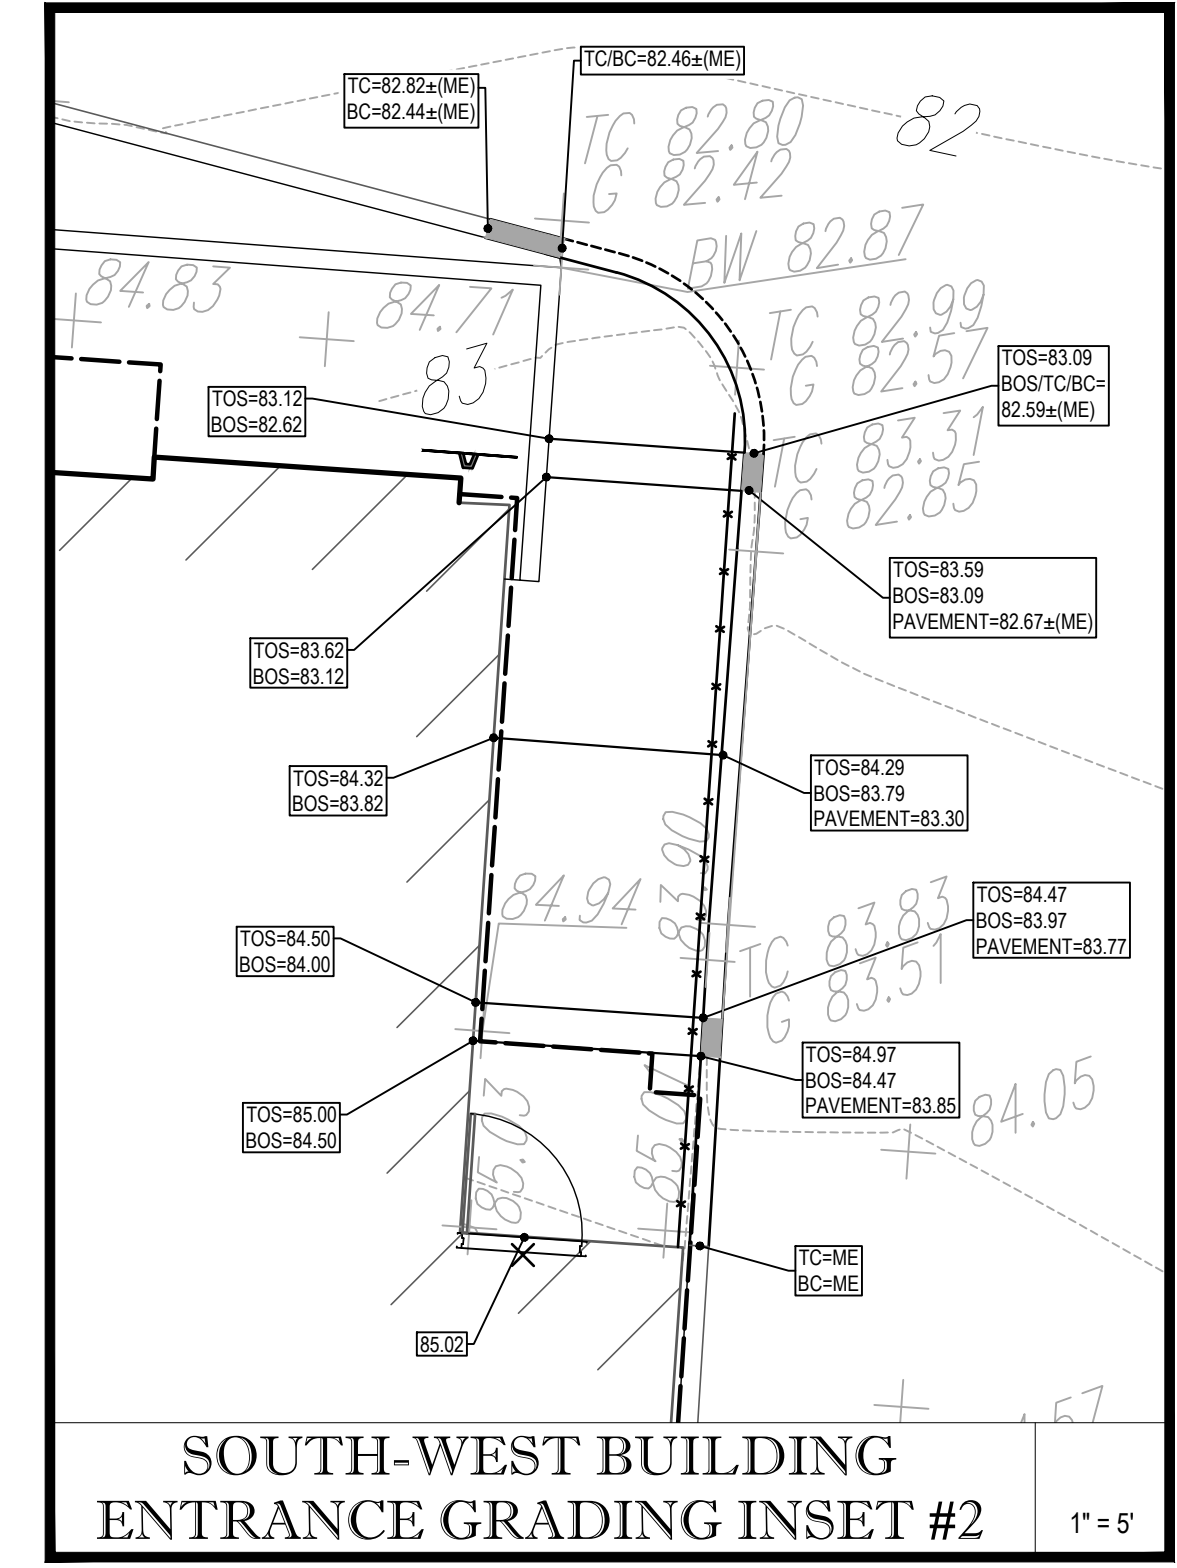 TC/BC=82.46±(ME)
TC=82.82±(ME)
BC=82.44±(ME)
TC 82.80
G 82.42
82
BW 82.87
84.83
84.71
TC 82.99
G 82.57
83
TOS=83.09
BOS/TC/BC=
82.59±(ME)
TOS=83.12
BOS=82.62
TC 83.31
G 82.85
TOS=83.59
BOS=83.09
PAVEMENT=82.67±(ME)
TOS=83.62
BOS=83.12
TOS=84.32
BOS=83.82
TOS=84.29
BOS=83.79
PAVEMENT=83.30
83.90
84.94
TC 83.83
G 83.51
TOS=84.47
BOS=83.97
PAVEMENT=83.77
TOS=84.50
BOS=84.00
TOS=84.97
BOS=84.47
PAVEMENT=83.85
84.05
TOS=85.00
BOS=84.50
85.03
85.01
TC=ME
BC=ME
85.02
SOUTH-WEST BUILDING
ENTRANCE GRADING INSET #2
1" = 5'